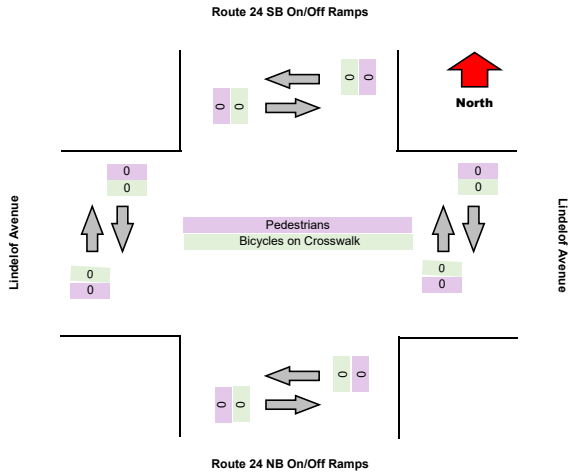 Route 24 SB On/Off Ramps
0 0
0 0
North
0
0
0
0
Lindelof Avenue
Pedestrians
Bicycles on Crosswalk
Lindelof Avenue
0
0
0
0
0 0
0 0
Route 24 NB On/Off Ramps